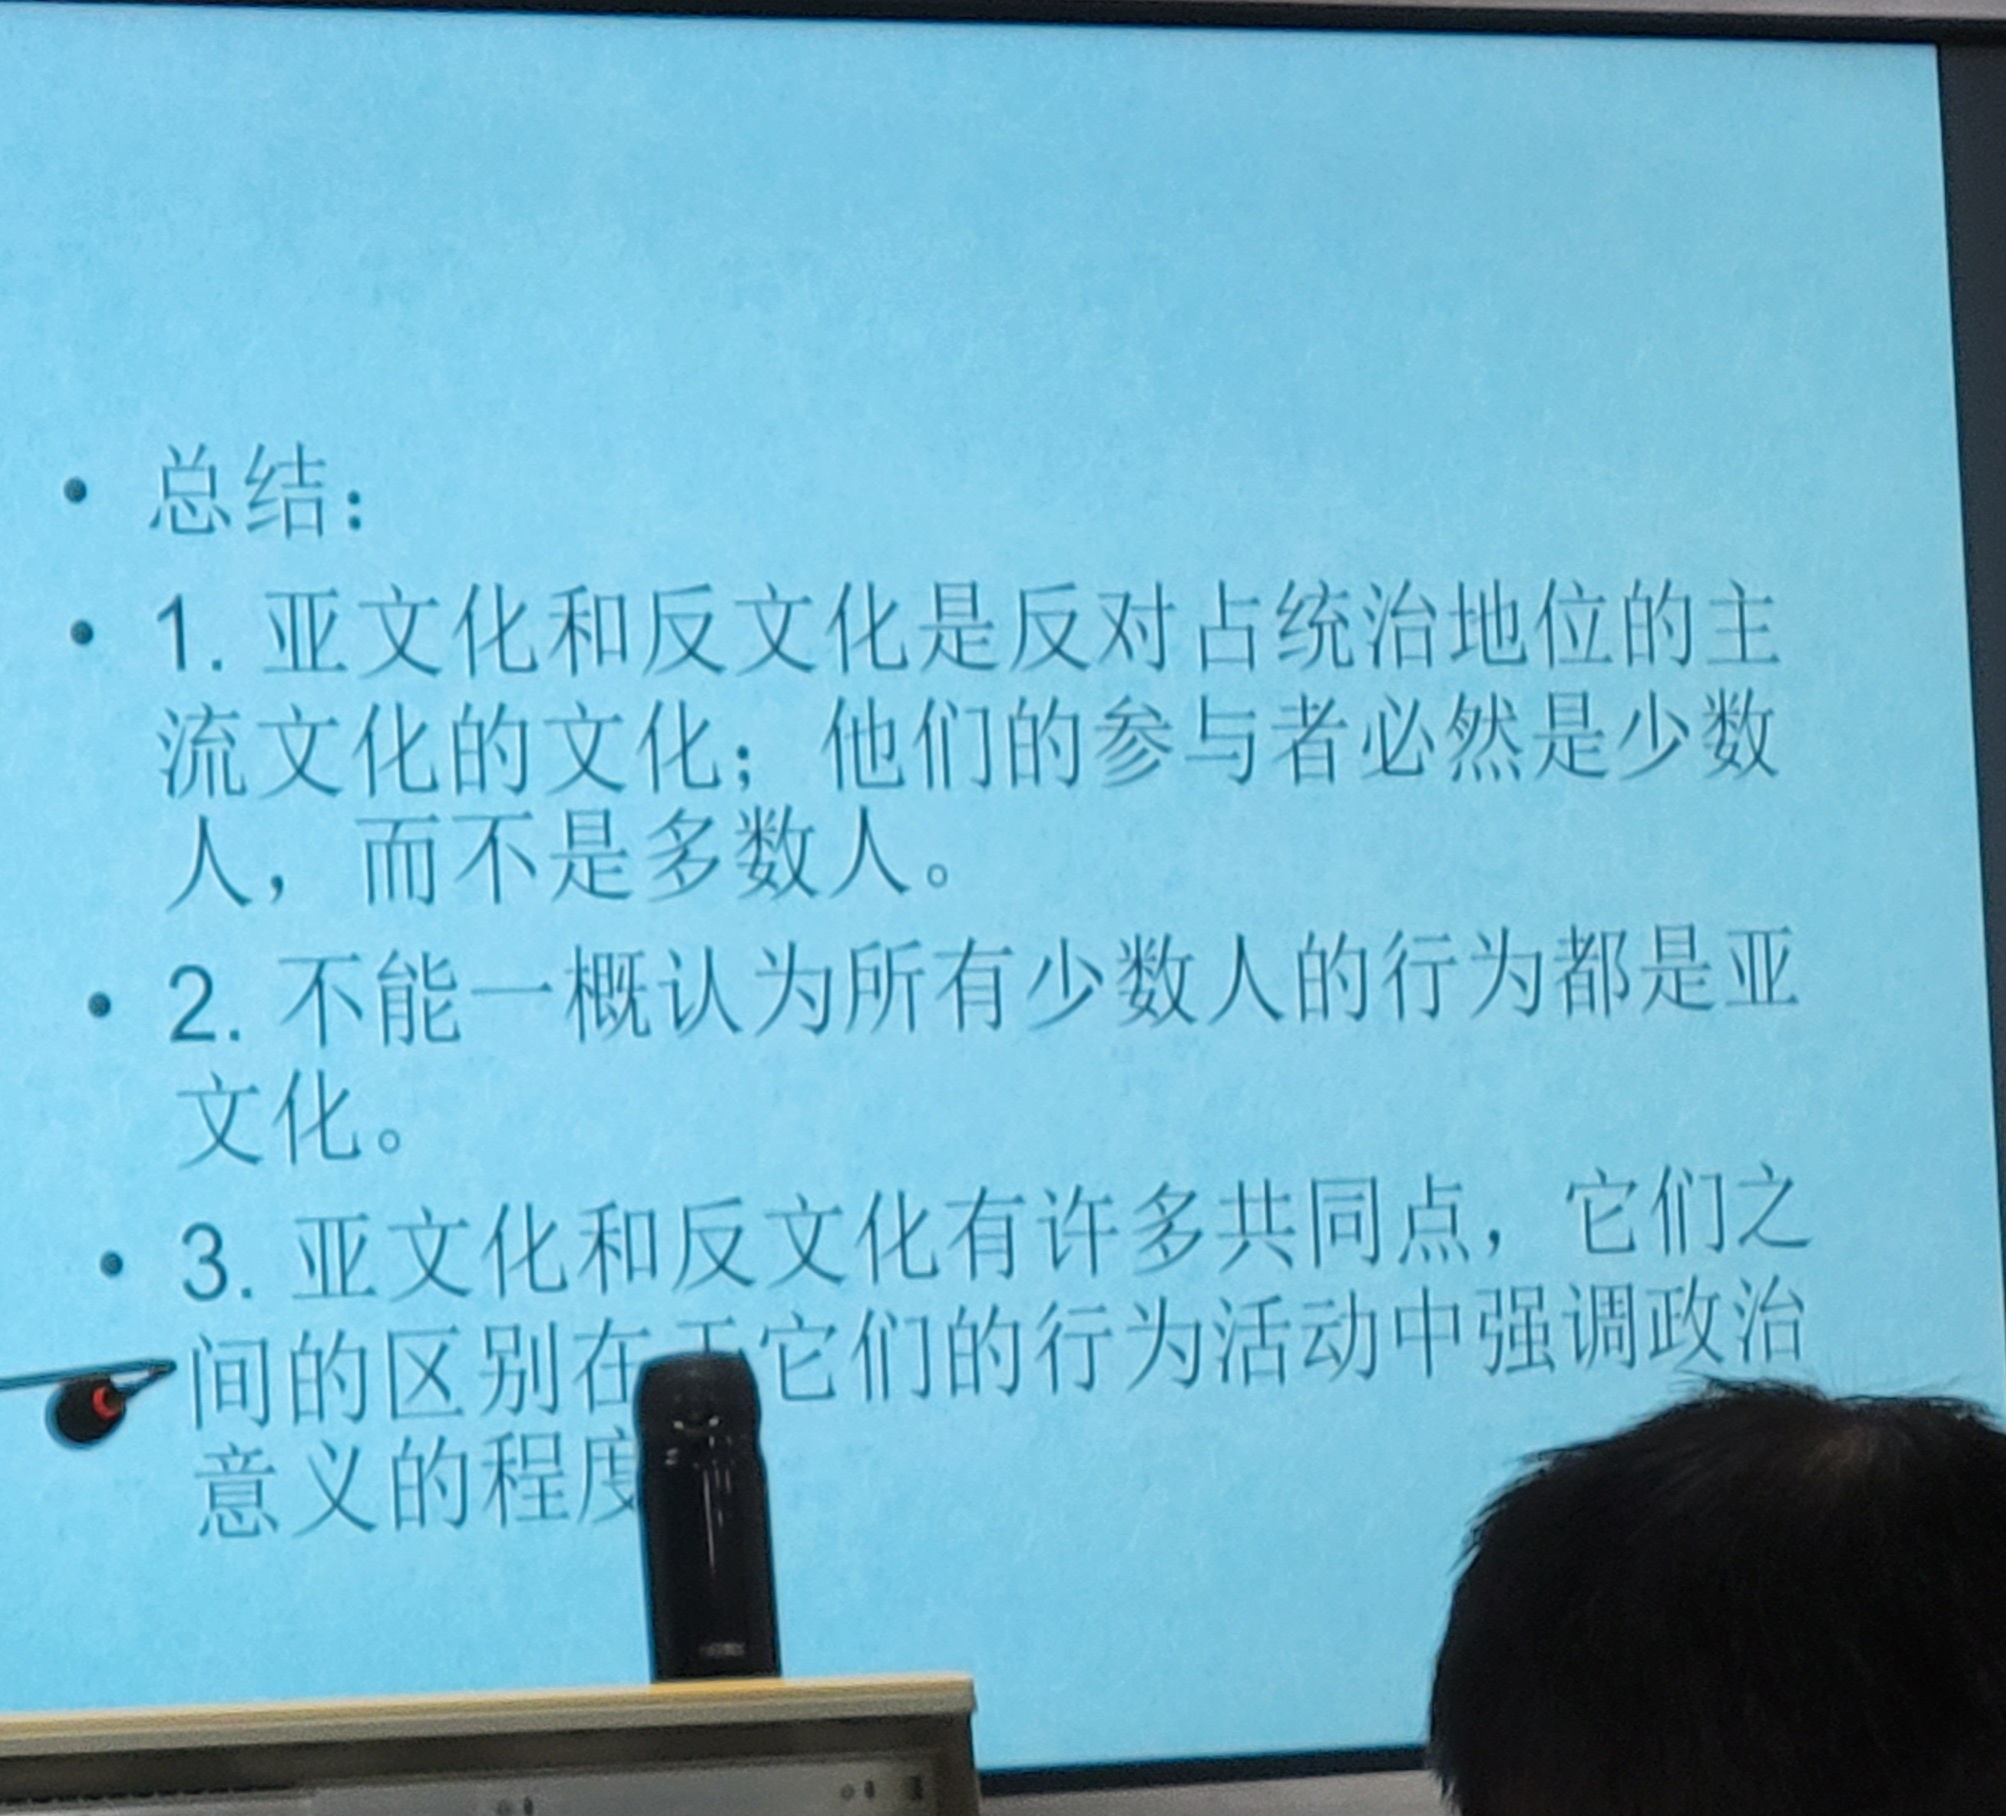 • 总结：
• 1. 亚文化和反文化是反对占统治地位的主
流文化的文化；他们的参与者必然是少数
人，而不是多数人。
• 2. 不能一概认为所有少数人的行为都是亚
文化。
• 3. 亚文化和反文化有许多共同点，它们之
间的区别在于它们的行为活动中强调政治
意义的程度